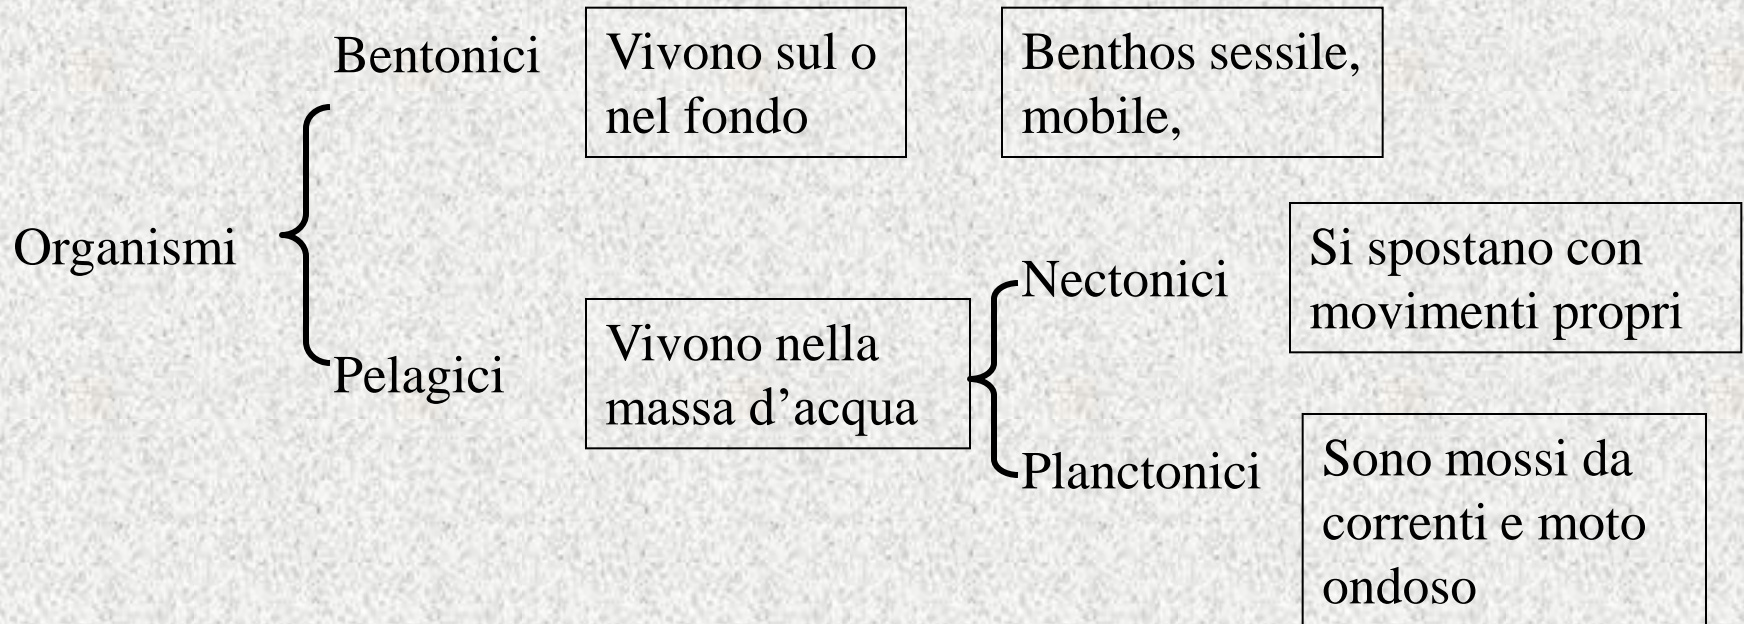 Bentonici
Vivono sul o
nel fondo
Benthos sessile,
mobile,
Organismi
Pelagici
Vivono nella
massa d’acqua
Nectonici
Si spostano con
movimenti propri
Planctonici
Sono mossi da
correnti e moto
ondoso